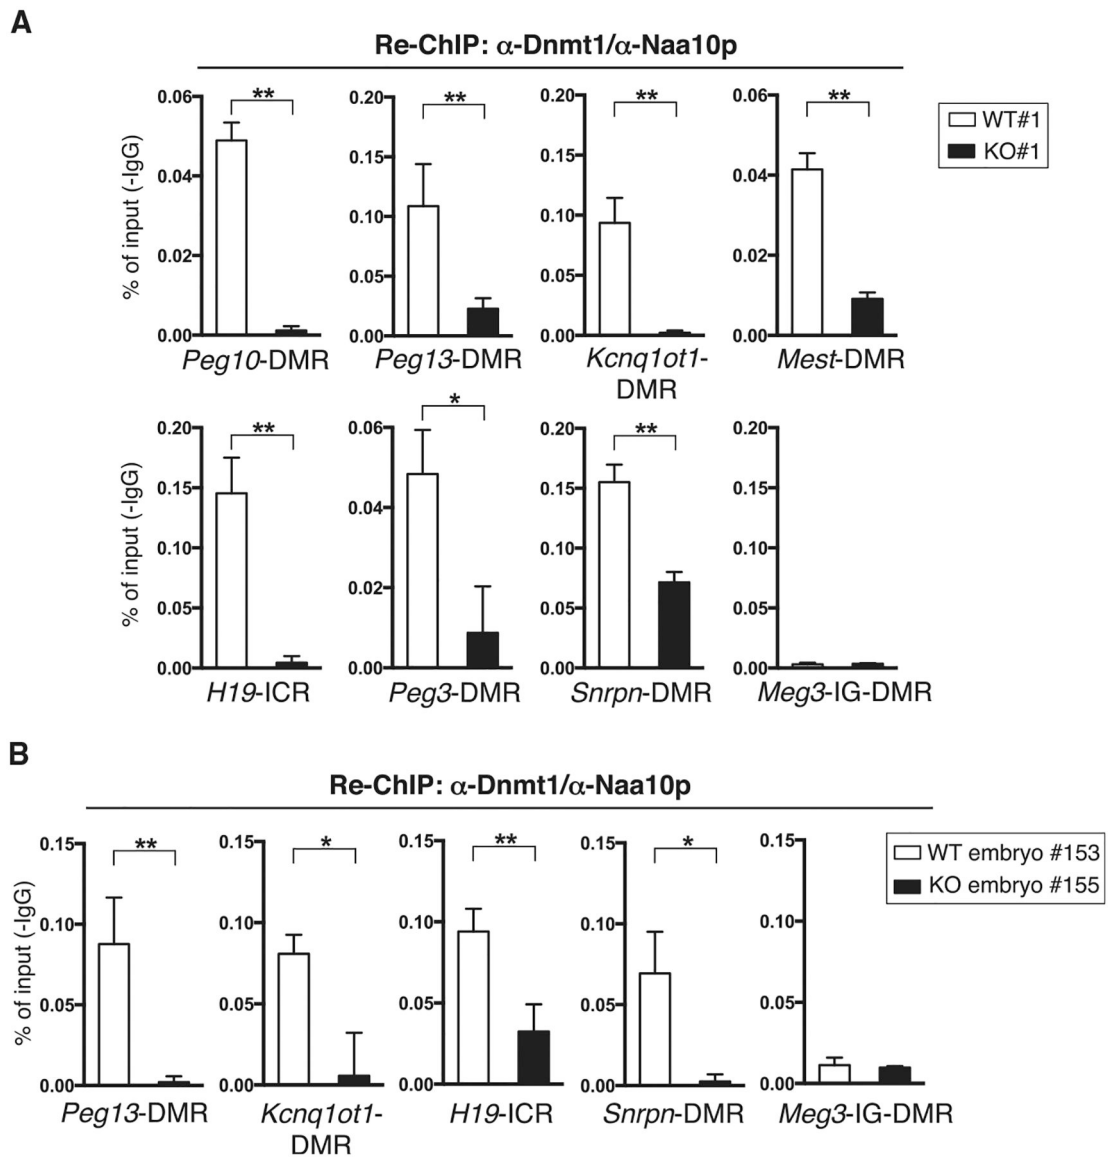 A
Re-ChIP: α-Dnmt1/α-Naa10p
WT#1
KO#1
% of input (-IgG)
0.06
0.04
0.02
0.00
**
Peg10-DMR
0.20
0.15
0.10
0.05
0.00
**
Peg13-DMR
0.20
0.15
0.10
0.05
0.00
**
Kcnq1ot1-
DMR
0.06
0.04
0.02
0.00
**
Mest-DMR
% of input (-IgG)
0.20
0.15
0.10
0.05
0.00
**
H19-ICR
0.06
0.04
0.02
0.00
*
Peg3-DMR
0.20
0.15
0.10
0.05
0.00
**
Snrpn-DMR
0.20
0.15
0.10
0.05
0.00
Meg3-IG-DMR
B
Re-ChIP: α-Dnmt1/α-Naa10p
WT embryo #153
KO embryo #155
% of input (-IgG)
0.15
0.10
0.05
0.00
**
Peg13-DMR
0.15
0.10
0.05
0.00
*
Kcnq1ot1-
DMR
0.15
0.10
0.05
0.00
**
H19-ICR
0.15
0.10
0.05
0.00
*
Snrpn-DMR
0.15
0.10
0.05
0.00
Meg3-IG-DMR